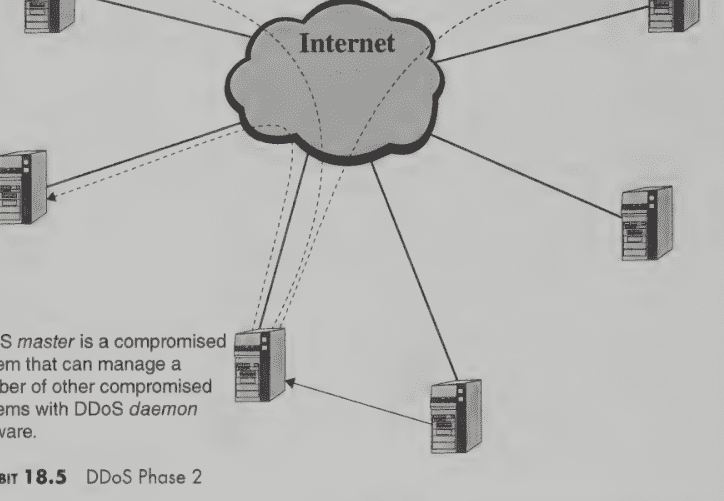 Internet
S master is a compromised
em that can manage a
ber of other compromised
ems with DDoS daemon
ware.
BIT 18.5 DDoS Phase 2